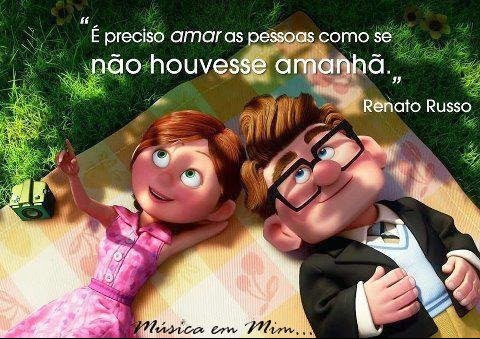 “É preciso amar as pessoas como se
não houvesse amanhã.”
Renato Russo
Música em Mim...